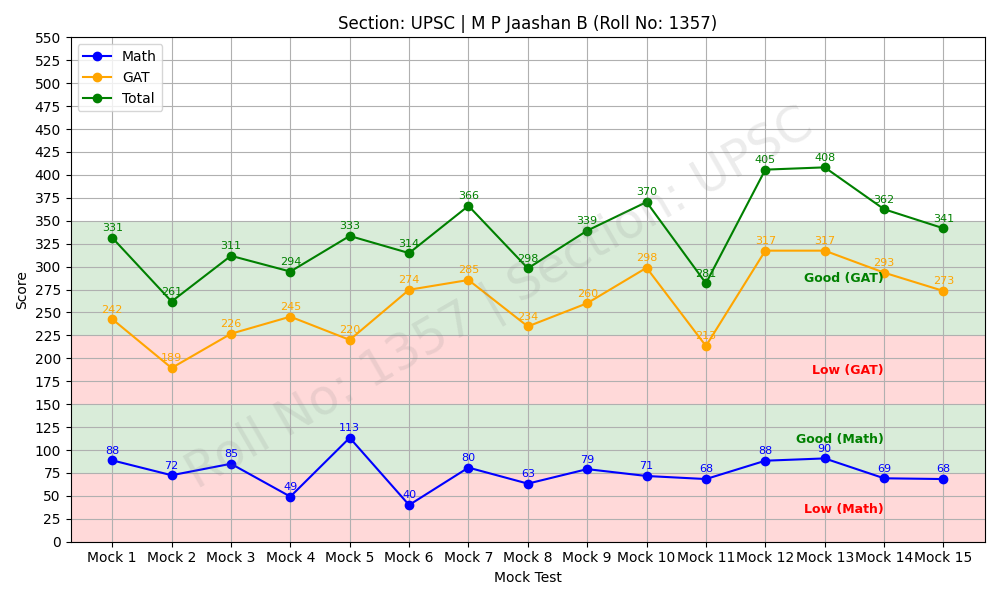 Section: UPSC | M P Jaashan B (Roll No: 1357)
Score
550
525
500
475
450
425
400
375
350
325
300
275
250
225
200
175
150
125
100
75
50
25
0
Math
GAT
Total
331 261 311 294 333 314 366 298 339 370 281 405 408 362 341
242 189 226 245 220 274 285 234 260 298 213 317 317 293 273
88 72 85 49 113 40 80 63 79 71 68 88 90 69 68
Good (GAT)
Low (GAT)
Good (Math)
Low (Math)
Roll No: 1357 | Section: UPSC
Mock 1 Mock 2 Mock 3 Mock 4 Mock 5 Mock 6 Mock 7 Mock 8 Mock 9 Mock 10 Mock 11 Mock 12 Mock 13 Mock 14 Mock 15
Mock Test